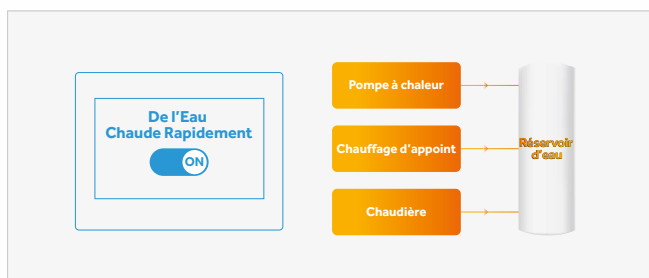 De l'Eau
Chaude Rapidement
ON
Pompe à chaleur
Chauffage d'appoint
Chaudière
Réservoir
d'eau